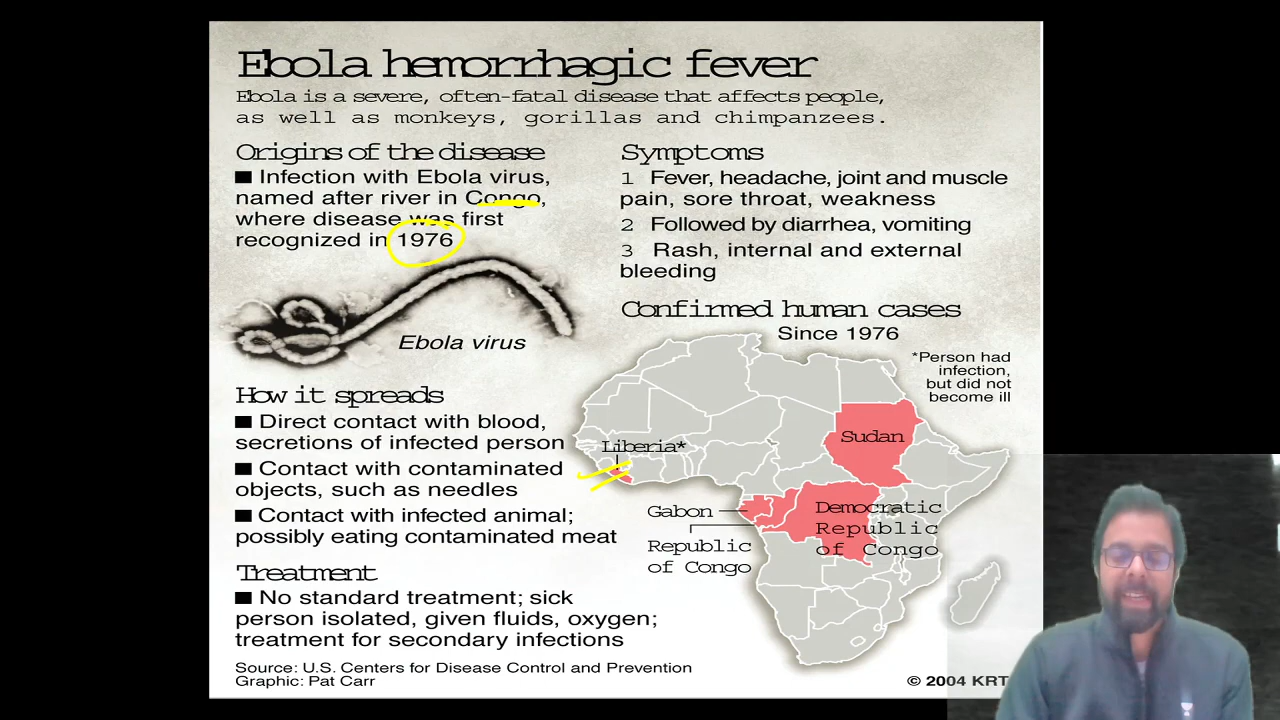 Ebola hemorrhagic fever
Ebola is a severe, often-fatal disease that affects people,
as well as monkeys, gorillas and chimpanzees.
Origins of the disease
■ Infection with Ebola virus,
named after river in Congo,
where disease was first
recognized in 1976
Ebola virus
How it spreads
■ Direct contact with blood,
secretions of infected person
■ Contact with contaminated
objects, such as needles
■ Contact with infected animal;
possibly eating contaminated meat
Treatment
■ No standard treatment; sick
person isolated, given fluids, oxygen;
treatment for secondary infections
Source: U.S. Centers for Disease Control and Prevention
Graphic: Pat Carr
Symptoms
1 Fever, headache, joint and muscle
pain, sore throat, weakness
2 Followed by diarrhea, vomiting
3 Rash, internal and external
bleeding
Confirmed human cases
Since 1976
*Person had
infection,
but did not
become ill
Liberia*
Sudan
Gabon
Republic
of Congo
Democratic
Republic
of Congo
© 2004 KRT